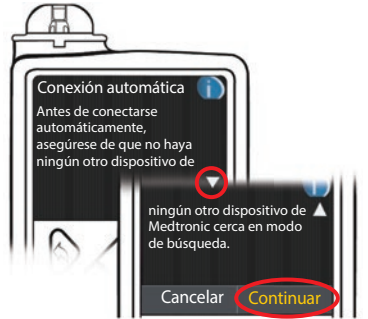 Conexión automática
Antes de conectarse
automáticamente,
asegúrese de que no haya
ningún otro dispositivo de
ningún otro dispositivo de
Medtronic cerca en modo
de búsqueda.
Cancelar Continuar